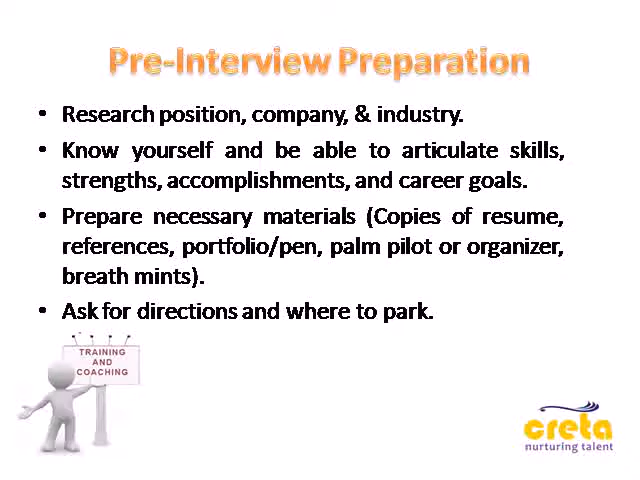 Pre-Interview Preparation
• Research position, company, & industry.
• Know yourself and be able to articulate skills,
strengths, accomplishments, and career goals.
• Prepare necessary materials (Copies of resume,
references, portfolio/pen, palm pilot or organizer,
breath mints).
• Ask for directions and where to park.
TRAINING
AND
COACHING
creta
nurturing talent